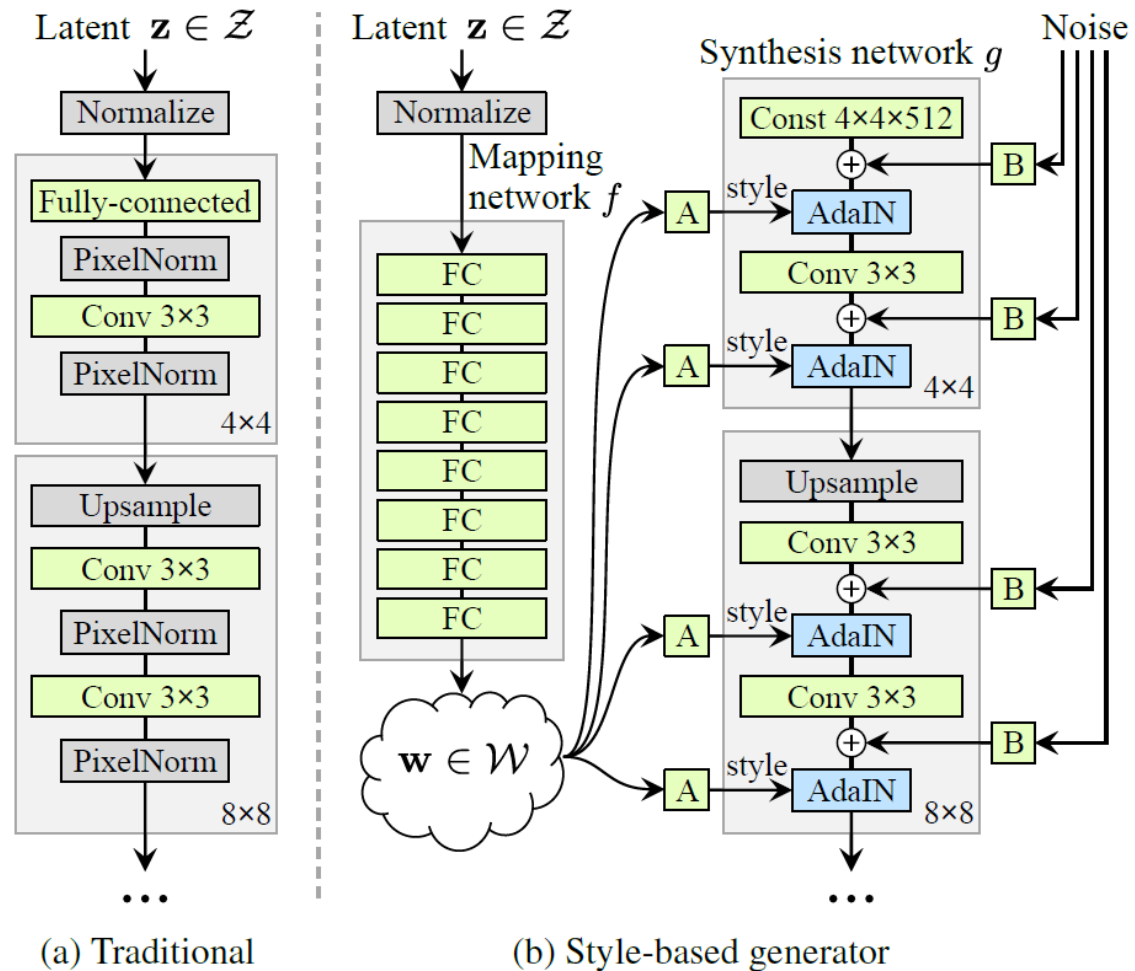 Latent z ∈ Z
Normalize
Fully-connected
PixelNorm
Conv 3×3
PixelNorm
4×4
Upsample
Conv 3×3
PixelNorm
Conv 3×3
PixelNorm
8×8
...
(a) Traditional
Latent z ∈ Z
Normalize
Mapping
network f
FC
FC
FC
FC
FC
FC
FC
FC
w ∈ W
A
A
A
A
style
style
style
style
Synthesis network g
Const 4×4×512
+
AdaIN
Conv 3×3
+
AdaIN
4×4
Upsample
Conv 3×3
+
AdaIN
Conv 3×3
+
AdaIN
8×8
...
Noise
B
B
B
B
(b) Style-based generator